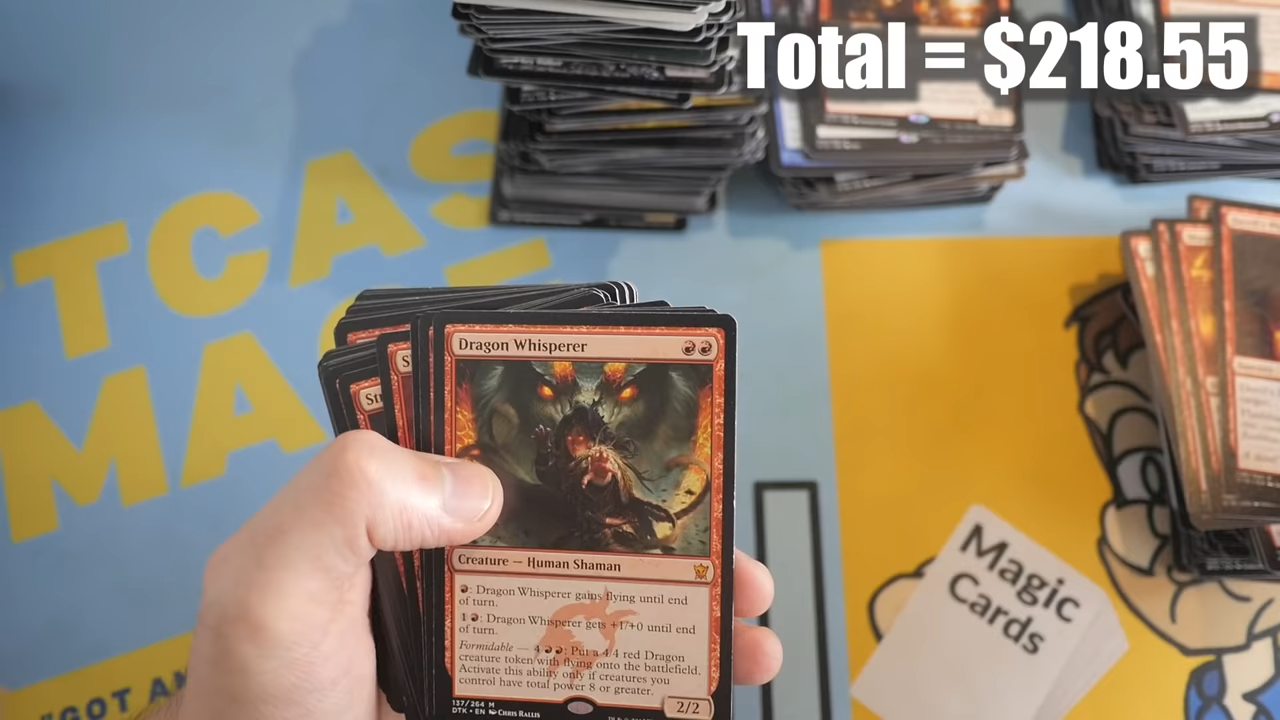 Total = $218.55
TCAS
MA
Dragon Whisperer
Creature — Human Shaman
: Dragon Whisperer gains flying until end
of turn.
1 : Dragon Whisperer gets +1/+0 until end
of turn.
Formidable — 4 : Put a 4/4 red Dragon
creature token with flying onto the battlefield.
Activate this ability only if creatures you
control have total power 8 or greater.
2/2
137/264 M
DTK • EN Chris Rallis
Magic
Cards
"GOT AN